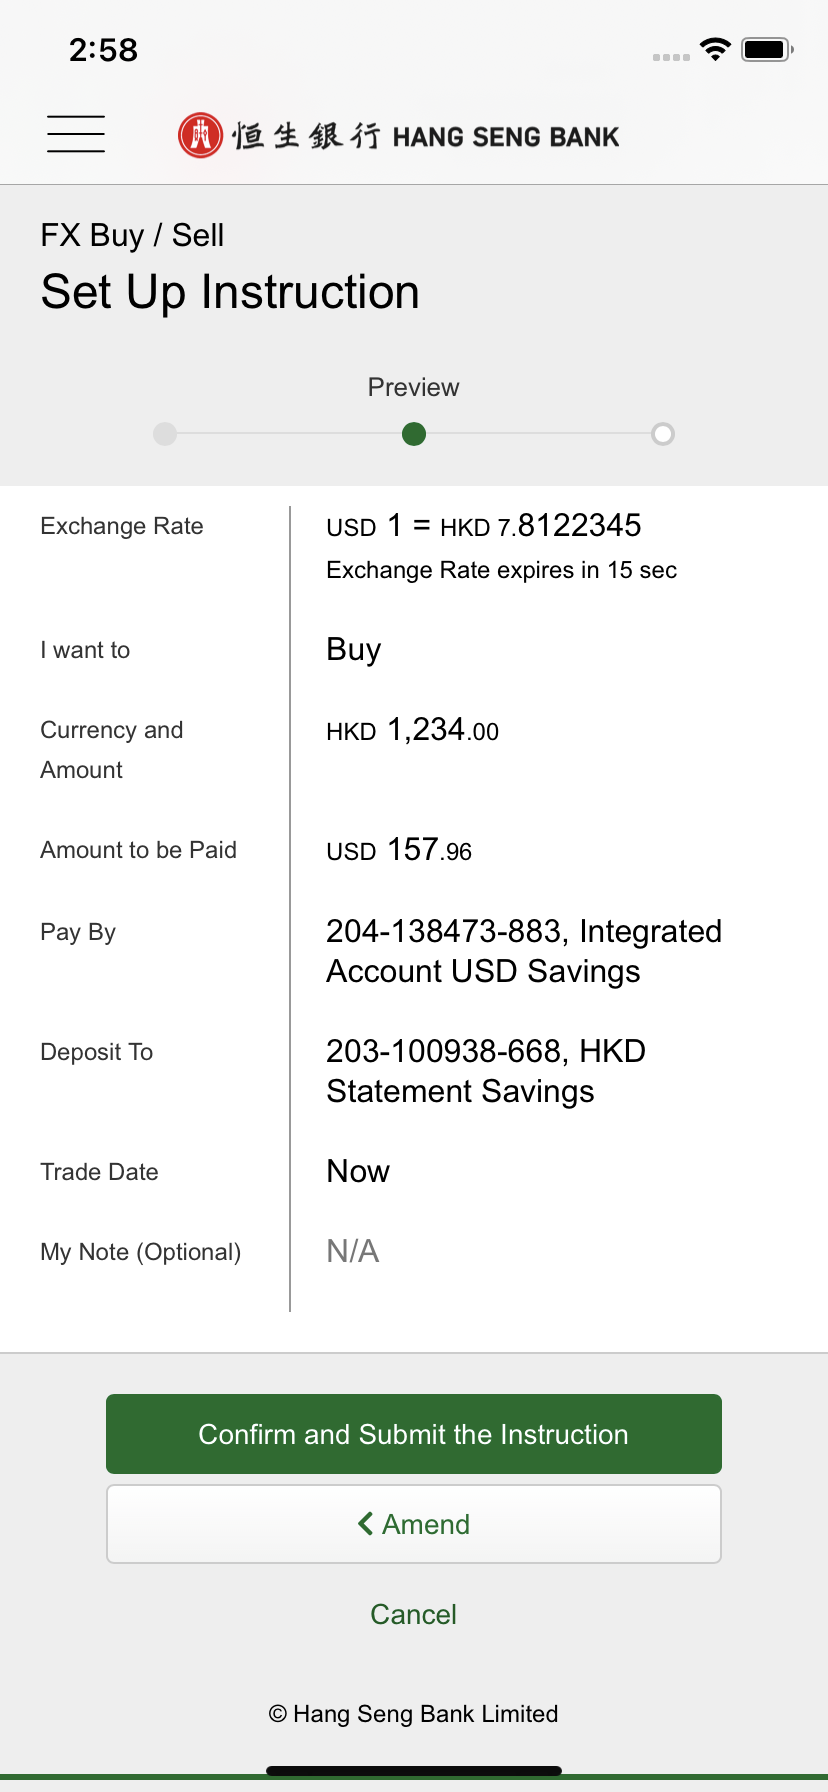 2:58
恒生銀行 HANG SENG BANK
FX Buy / Sell
Set Up Instruction
Preview
Exchange Rate
USD 1 = HKD 7.8122345
Exchange Rate expires in 15 sec
I want to
Buy
Currency and
Amount
HKD 1,234.00
Amount to be Paid
USD 157.96
Pay By
204-138473-883, Integrated
Account USD Savings
Deposit To
203-100938-668, HKD
Statement Savings
Trade Date
Now
My Note (Optional)
N/A
Confirm and Submit the Instruction
Amend
Cancel
© Hang Seng Bank Limited